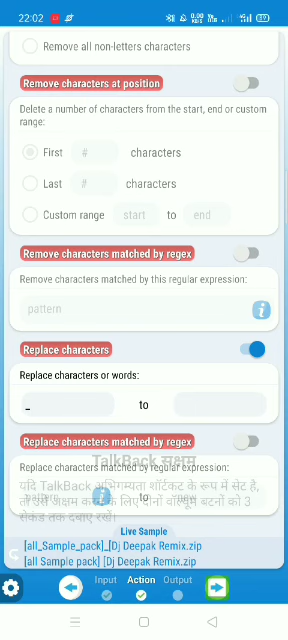 22:02
Remove all non-letters characters
Remove characters at position
Delete a number of characters from the start, end or custom
range:
First # characters
Last # characters
Custom range start to end
Remove characters matched by regex
Remove characters matched by this regular expression:
pattern
Replace characters
Replace characters or words:
_ to
Replace characters matched by regex
TalkBack सक्षम
Replace characters matched by regular expression:
यदि TalkBack अभिगम्यता शॉर्टकट के रूप में सेट है,
तो उसे अक्षम करने के लिए दोनों वॉल्यूम बटनों को 3
सेकंड तक दबाए रखें।
pattern to
Live Sample
[all_Sample_pack]_[Dj Deepak Remix.zip
[all Sample pack] [Dj Deepak Remix.zip
Input Action Output